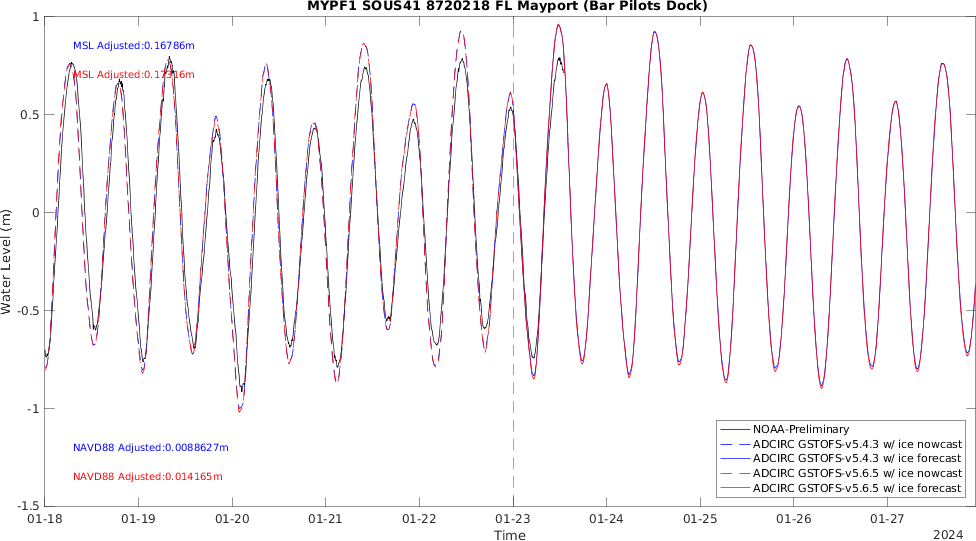 MYPF1 SOUS41 8720218 FL Mayport (Bar Pilots Dock)
MSL Adjusted:0.16786m
MSL Adjusted:0.17316m
NAVD88 Adjusted:0.0088627m
NAVD88 Adjusted:0.014165m
Water Level (m)
1
0.5
0
-0.5
-1
-1.5
NOAA-Preliminary
ADCIRC GSTOFS-v5.4.3 w/ ice nowcast
ADCIRC GSTOFS-v5.4.3 w/ ice forecast
ADCIRC GSTOFS-v5.6.5 w/ ice nowcast
ADCIRC GSTOFS-v5.6.5 w/ ice forecast
01-18 01-19 01-20 01-21 01-22 01-23 01-24 01-25 01-26 01-27
Time
2024